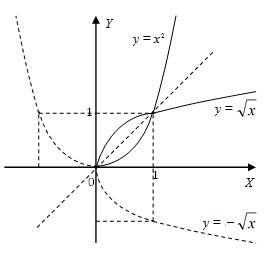 Y
y = x²
1
y = √x
0
1
X
y = -√x